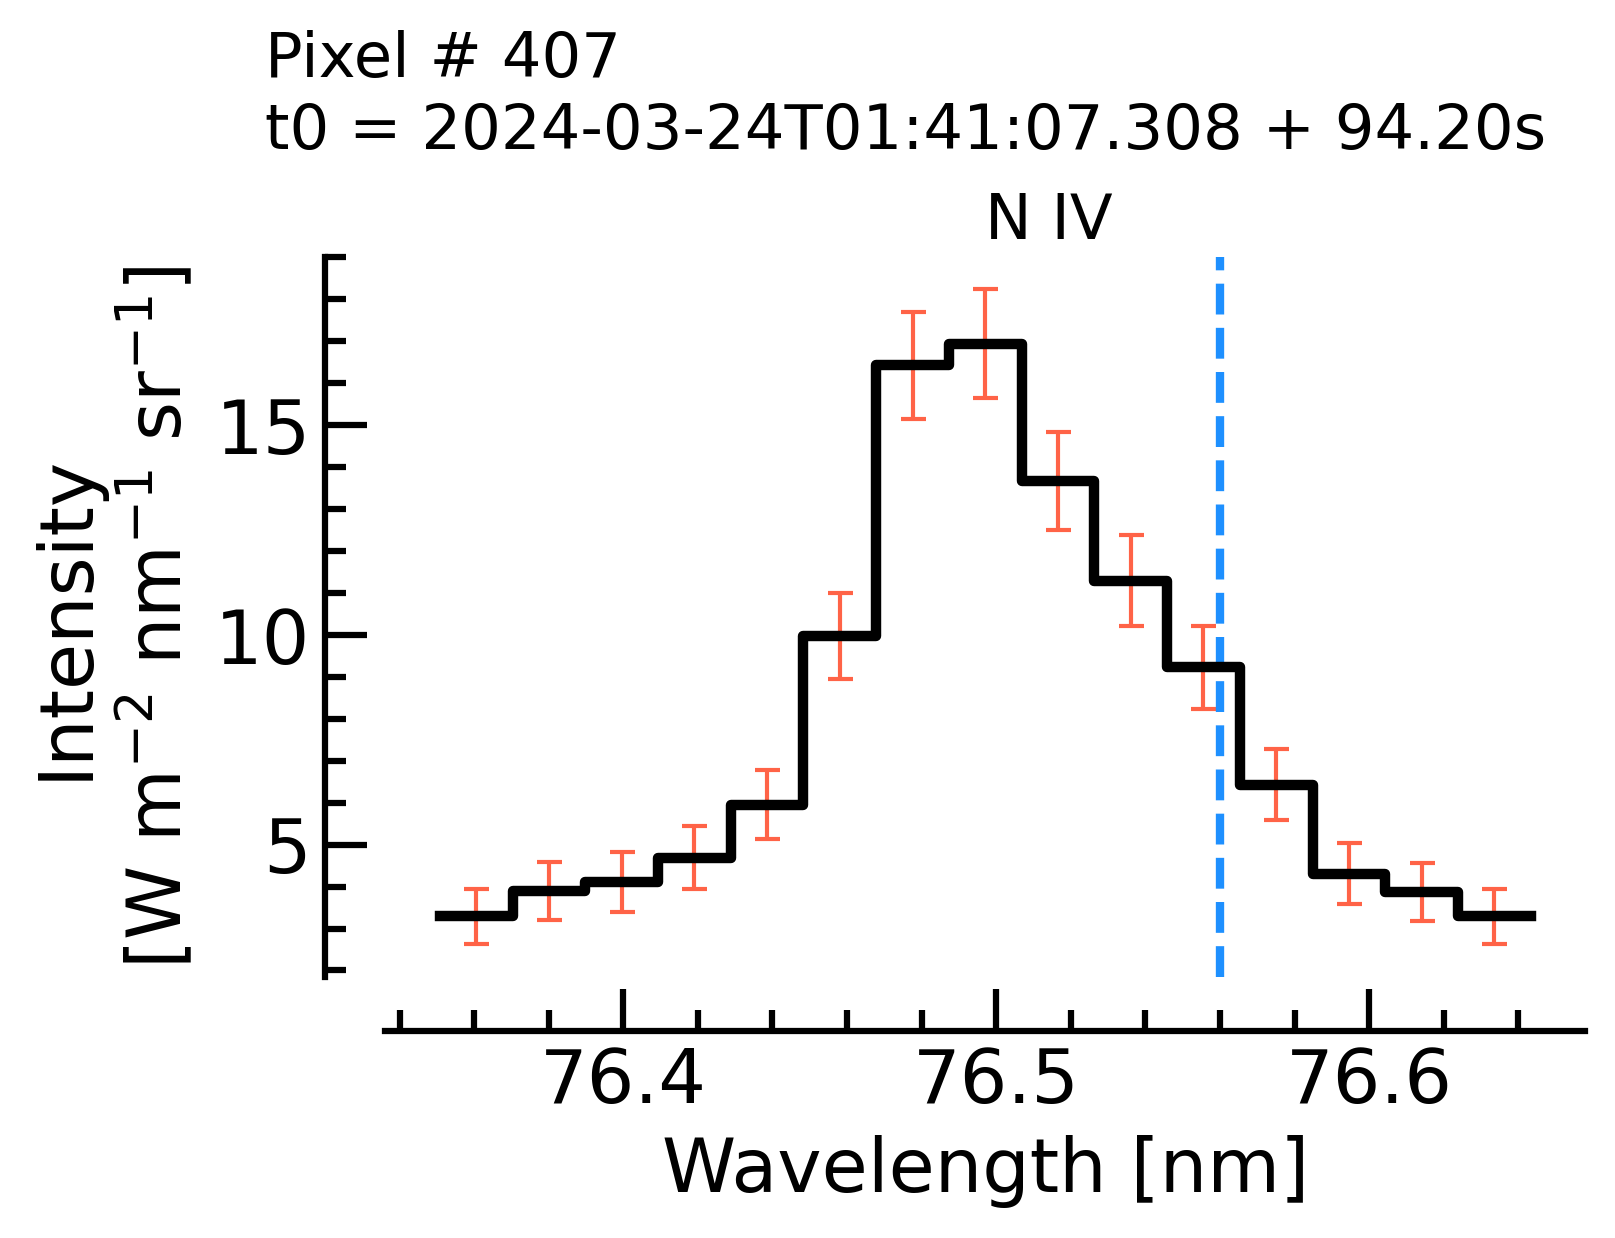 Pixel # 407
t0 = 2024-03-24T01:41:07.308 + 94.20s
N IV
Intensity
[W m⁻² nm⁻¹ sr⁻¹]
15
10
5
76.4 76.5 76.6
Wavelength [nm]